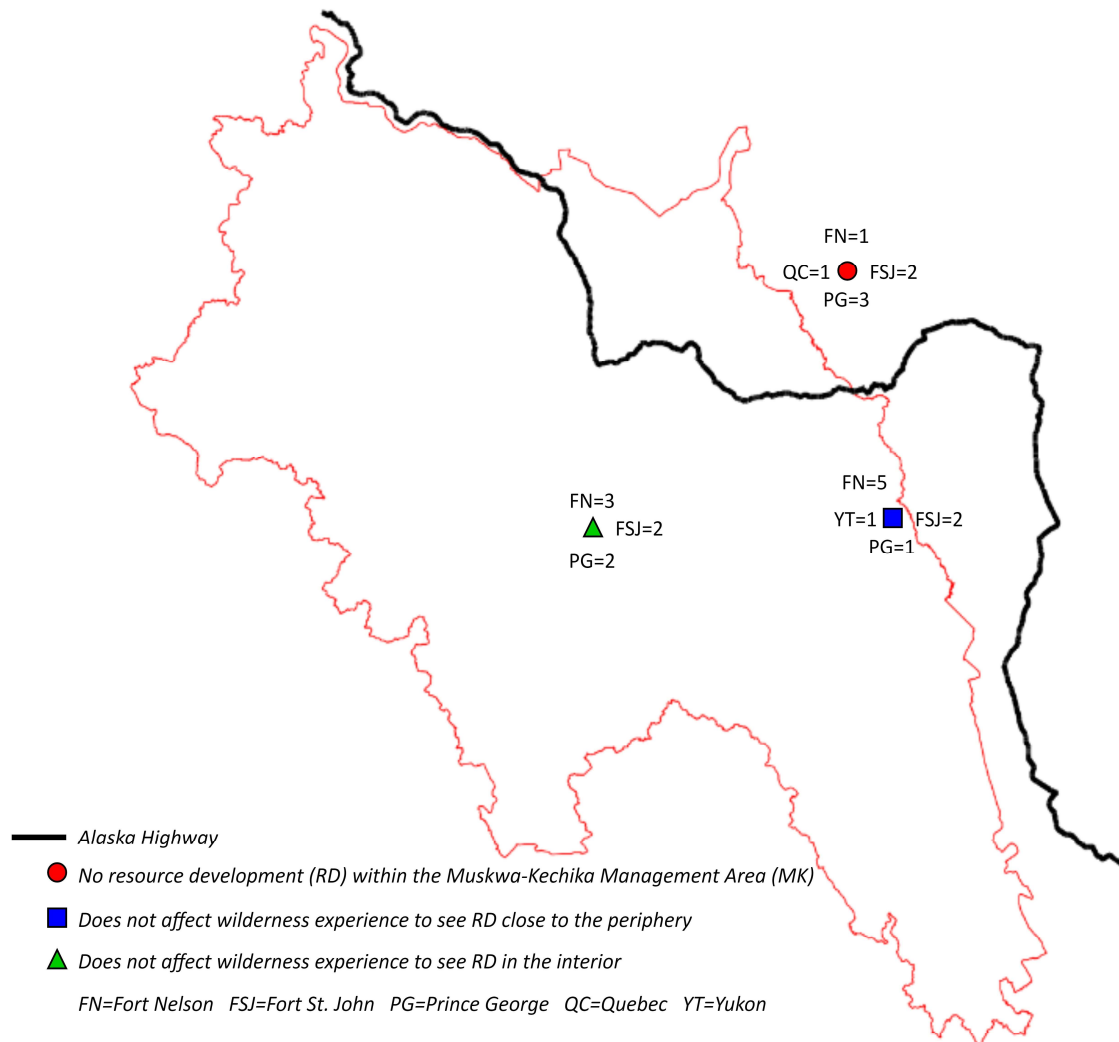 FN=1
QC=1 FSJ=2
PG=3
FN=5
YT=1 FSJ=2
PG=1
FN=3
FSJ=2
PG=2
Alaska Highway
No resource development (RD) within the Muskwa-Kechika Management Area (MK)
Does not affect wilderness experience to see RD close to the periphery
Does not affect wilderness experience to see RD in the interior
FN=Fort Nelson FSJ=Fort St. John PG=Prince George QC=Quebec YT=Yukon